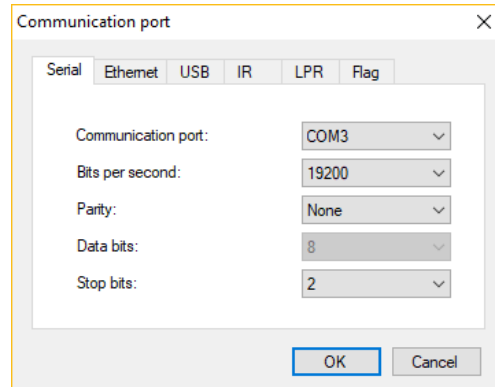 Communication port
Serial Ethernet USB IR LPR Flag
Communication port: COM3
Bits per second: 19200
Parity: None
Data bits: 8
Stop bits: 2
OK Cancel